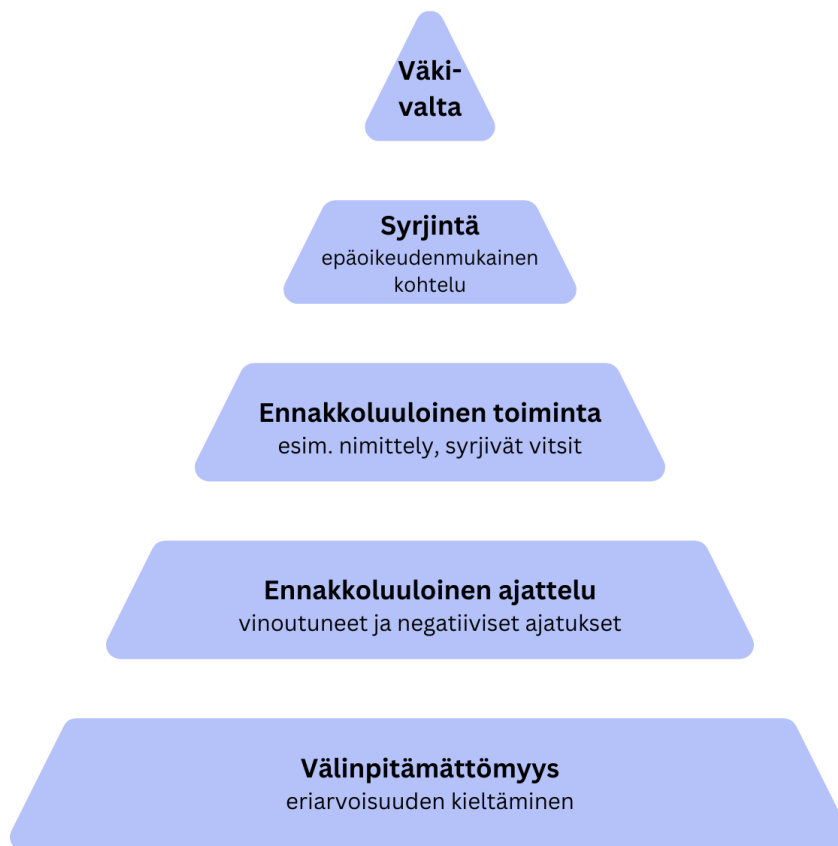 Väki-
valta
Syrjintä
epäoikeudenmukainen
kohtelu
Ennakkoluuloinen toiminta
esim. nimittely, syrjivät vitsit
Ennakkoluuloinen ajattelu
vinoutuneet ja negatiiviset ajatukset
Välinpitämättömyys
eriarvoisuuden kieltäminen